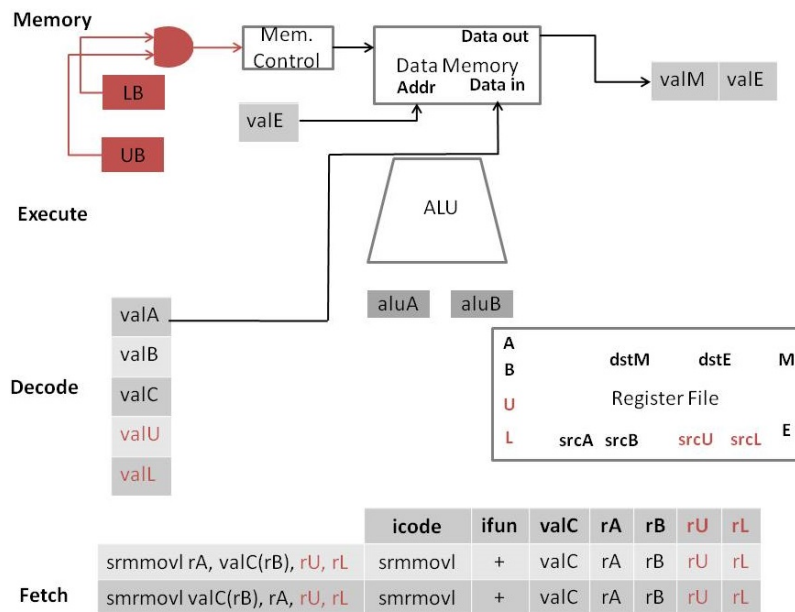 Memory
Mem. Control
Data out
Data Memory
Addr Data in
valM valE
LB
valE
UB
Execute
ALU
aluA aluB
valA
valB
Decode
valC
valU
valL
A
B
U
L
dstM dstE M
Register File
srcA srcB srcU srcL E
icode ifun valC rA rB rU rL
srmmovl rA, valC(rB), rU, rL srmmovl + valC rA rB rU rL
Fetch
smrmovl valC(rB), rA, rU, rL smrmovl + valC rA rB rU rL